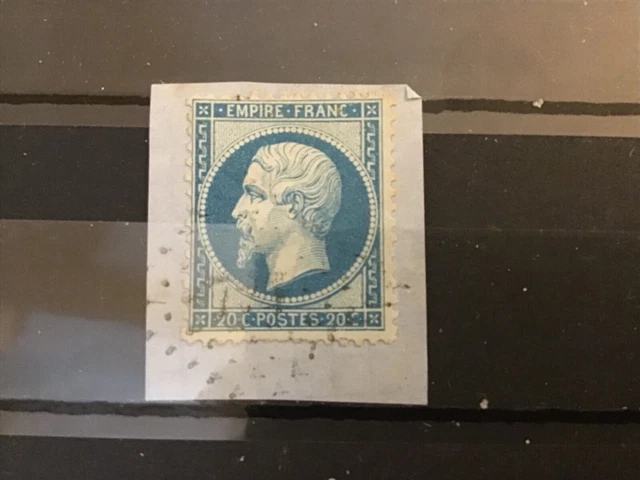 · EMPIRE · FRANC ·
· 20 · C · POSTES · 20 · C ·